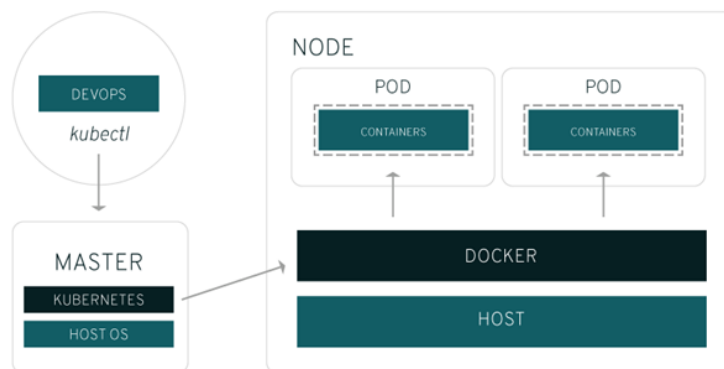 DEVOPS
kubectl
MASTER
KUBERNETES
HOST OS
NODE
POD
CONTAINERS
POD
CONTAINERS
DOCKER
HOST